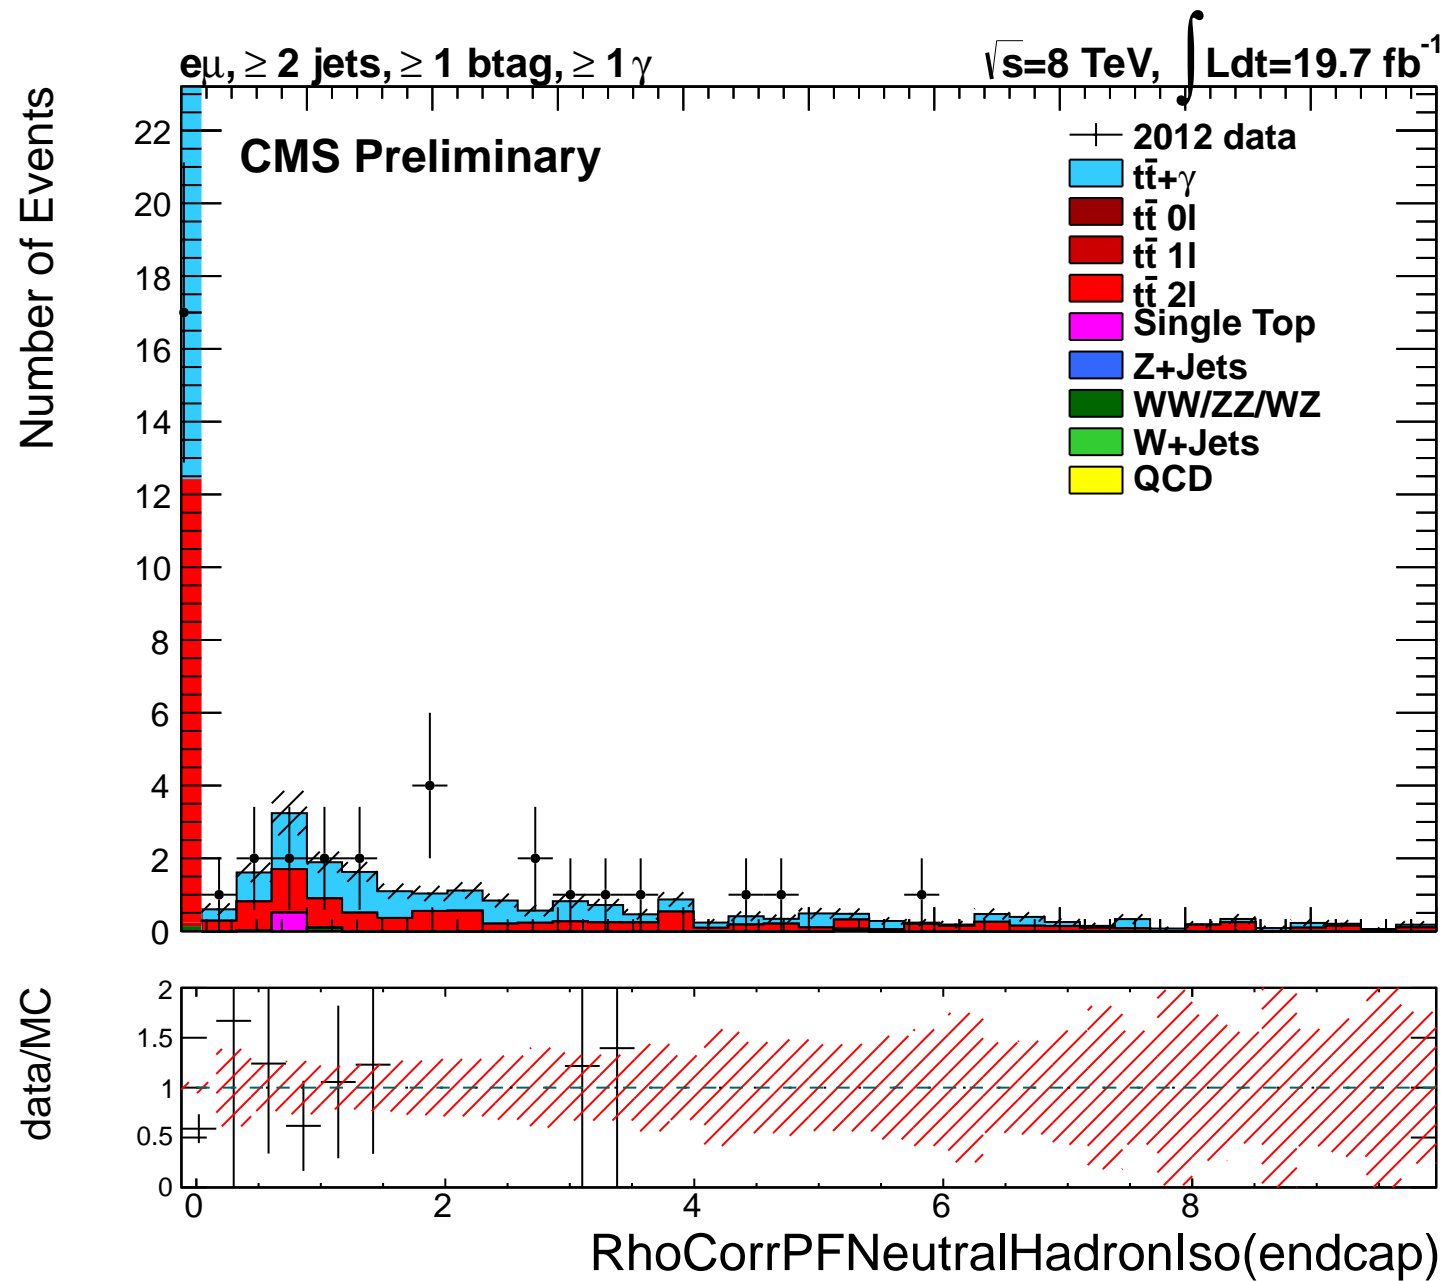 eμ, ≥ 2 jets, ≥ 1 btag, ≥ 1 γ
√s=8 TeV, ∫ Ldt=19.7 fb⁻¹
CMS Preliminary
2012 data
tt̄+γ
tt̄ 0l
tt̄ 1l
tt̄ 2l
Single Top
Z+Jets
WW/ZZ/WZ
W+Jets
QCD
Number of Events
22
20
18
16
14
12
10
8
6
4
2
0
data/MC
2
1.5
1
0.5
0
0 2 4 6 8
RhoCorrPFNeutralHadronIso(endcap)